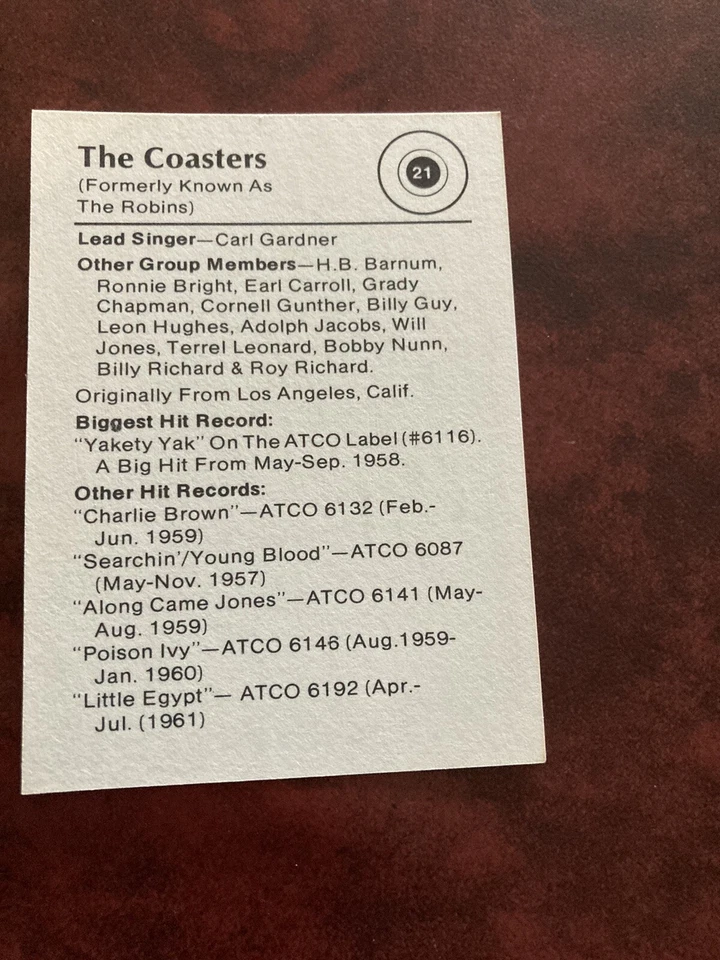 The Coasters
21
(Formerly Known As
The Robins)
Lead Singer—Carl Gardner
Other Group Members—H.B. Barnum,
Ronnie Bright, Earl Carroll, Grady
Chapman, Cornell Gunther, Billy Guy,
Leon Hughes, Adolph Jacobs, Will
Jones, Terrel Leonard, Bobby Nunn,
Billy Richard & Roy Richard.
Originally From Los Angeles, Calif.
Biggest Hit Record:
"Yakety Yak" On The ATCO Label (#6116).
A Big Hit From May-Sep. 1958.
Other Hit Records:
"Charlie Brown"—ATCO 6132 (Feb.-
Jun. 1959)
"Searchin'/Young Blood"—ATCO 6087
(May-Nov. 1957)
"Along Came Jones"—ATCO 6141 (May-
Aug. 1959)
"Poison Ivy"—ATCO 6146 (Aug.1959-
Jan. 1960)
"Little Egypt"— ATCO 6192 (Apr.-
Jul. (1961)